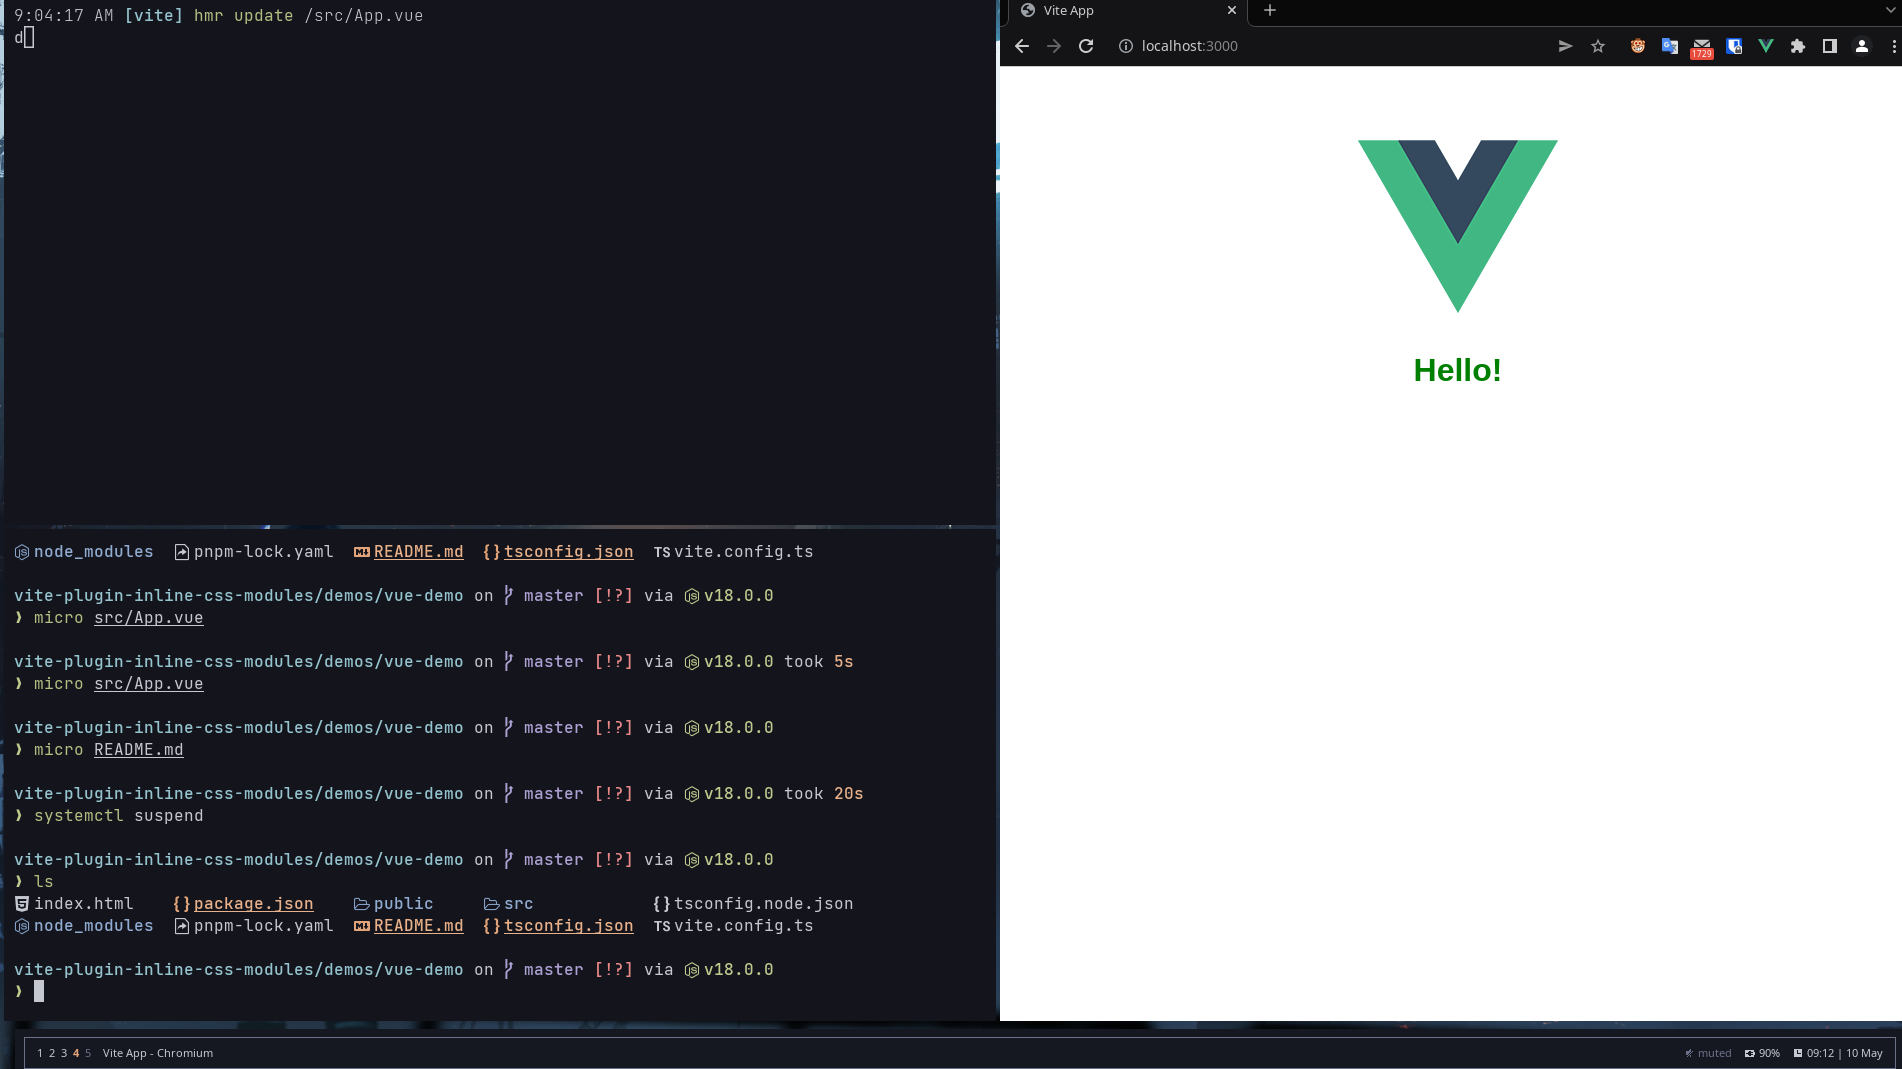 9:04:17 AM [vite] hmr update /src/App.vue
d
node_modules pnpm-lock.yaml README.md {}tsconfig.json TS vite.config.ts
vite-plugin-inline-css-modules/demos/vue-demo on master [!?] via v18.0.0
❯ micro src/App.vue
vite-plugin-inline-css-modules/demos/vue-demo on master [!?] via v18.0.0 took 5s
❯ micro src/App.vue
vite-plugin-inline-css-modules/demos/vue-demo on master [!?] via v18.0.0
❯ micro README.md
vite-plugin-inline-css-modules/demos/vue-demo on master [!?] via v18.0.0 took 20s
❯ systemctl suspend
vite-plugin-inline-css-modules/demos/vue-demo on master [!?] via v18.0.0
❯ ls
index.html {}package.json public src {}tsconfig.node.json
node_modules pnpm-lock.yaml README.md {}tsconfig.json TS vite.config.ts
vite-plugin-inline-css-modules/demos/vue-demo on master [!?] via v18.0.0
❯
Vite App
localhost:3000
1729
Hello!
1 2 3 4 5 Vite App - Chromium
muted 90% 09:12 | 10 May